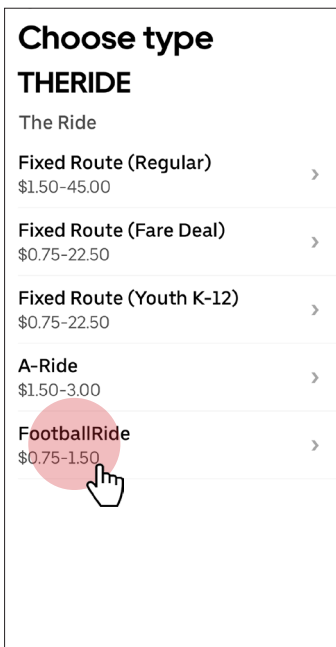 Choose type
THERIDE
The Ride
Fixed Route (Regular)
$1.50-45.00
Fixed Route (Fare Deal)
$0.75-22.50
Fixed Route (Youth K-12)
$0.75-22.50
A-Ride
$1.50-3.00
FootballRide
$0.75-1.50